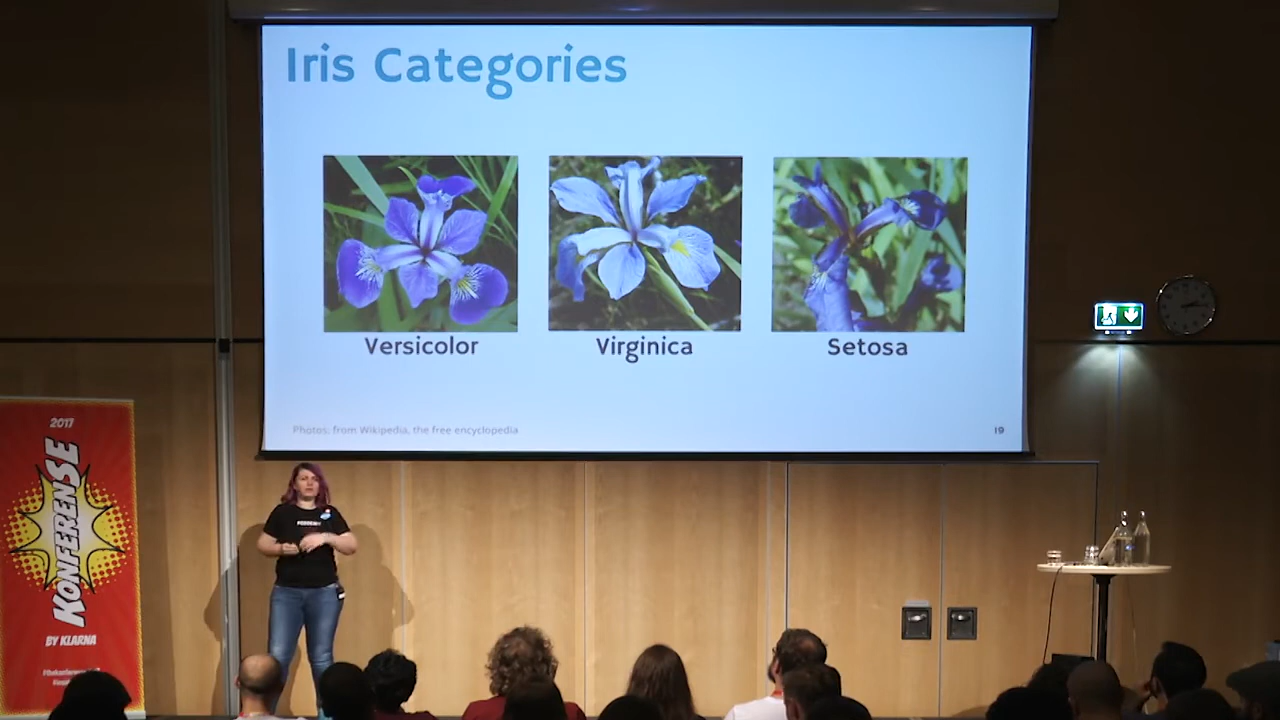 Iris Categories
Versicolor
Virginica
Setosa
Photos, from Wikipedia, the free encyclopedia
19
2017
KONFERENSE
BY KLARNA